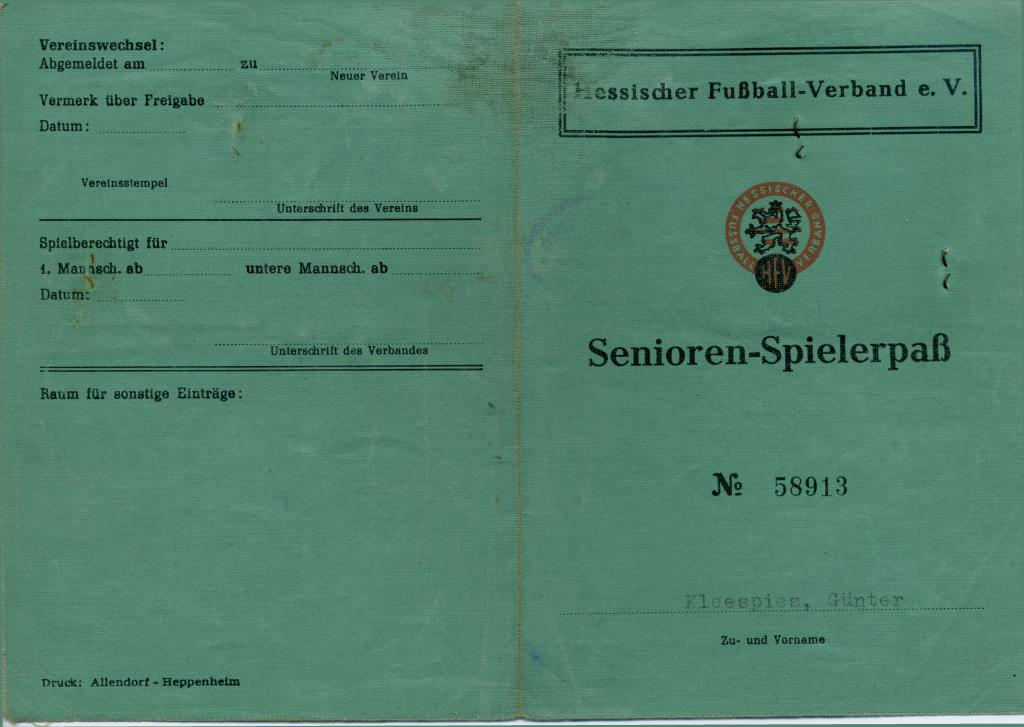 Vereinswechsel:
Abgemeldet am zu
Neuer Verein
Vermerk über Freigabe
Datum:
Vereinsstempel
Unterschrift des Vereins
Spielberechtigt für
1. Mannsch. ab untere Mannsch. ab
Datum:
Unterschrift des Verbandes
Raum für sonstige Einträge:
Druck: Allendorf - Heppenheim
Hessischer Fußball-Verband e. V.
HESSISCHER FUSSBALL VERBAND
HFV
Senioren-Spielerpaß
№ 58913
Kleespies, Günter
Zu- und Vorname